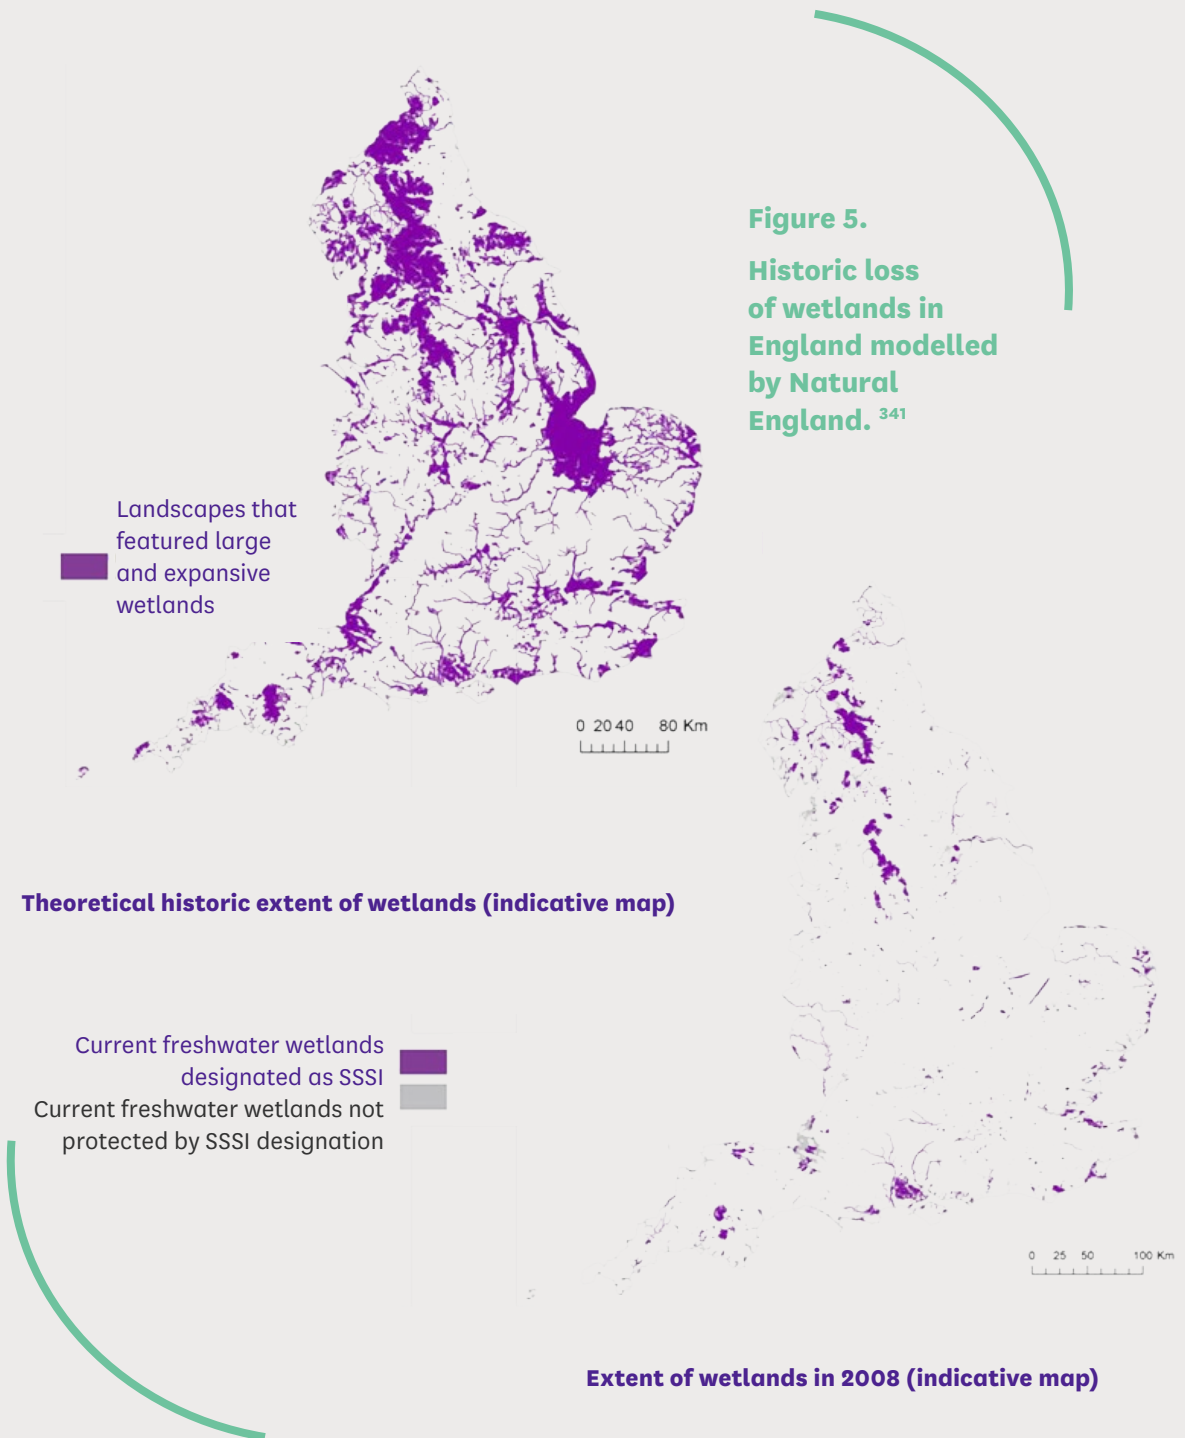 Figure 5.
Historic loss
of wetlands in
England modelled
by Natural
England. 341
Landscapes that
featured large
and expansive
wetlands
0 20 40 80 Km
Theoretical historic extent of wetlands (indicative map)
Current freshwater wetlands
designated as SSSI
Current freshwater wetlands not
protected by SSSI designation
0 25 50 100 Km
Extent of wetlands in 2008 (indicative map)